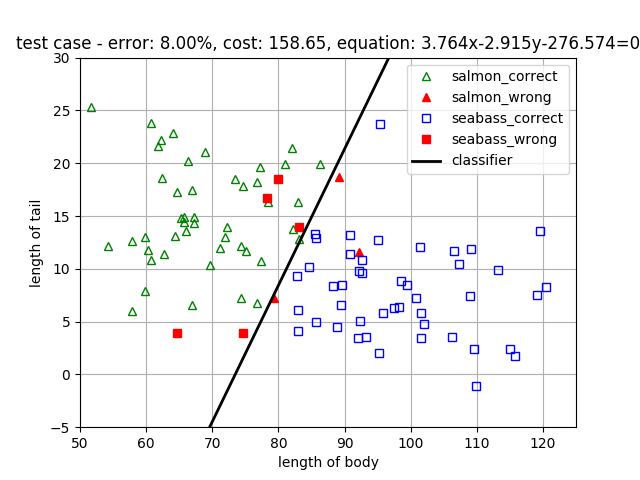 test case - error: 8.00%, cost: 158.65, equation: 3.764x-2.915y-276.574=0
30
25
20
15
10
5
0
−5
length of tail
salmon_correct
salmon_wrong
seabass_correct
seabass_wrong
classifier
50 60 70 80 90 100 110 120
length of body